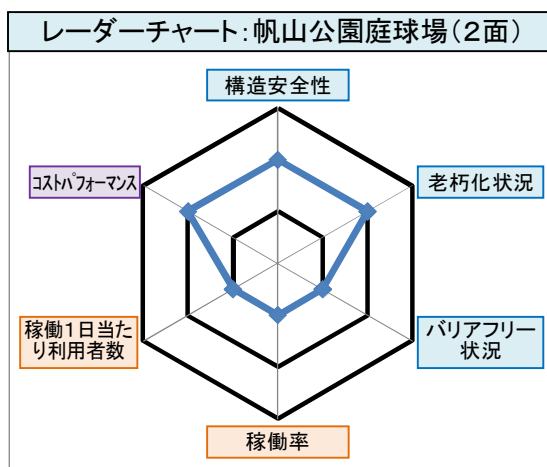 レーダーチャート:帆山公園庭球場(2面)
構造安全性
コストパフォーマンス
老朽化状況
稼働1日当た
り利用者数
バリアフリー
状況
稼働率